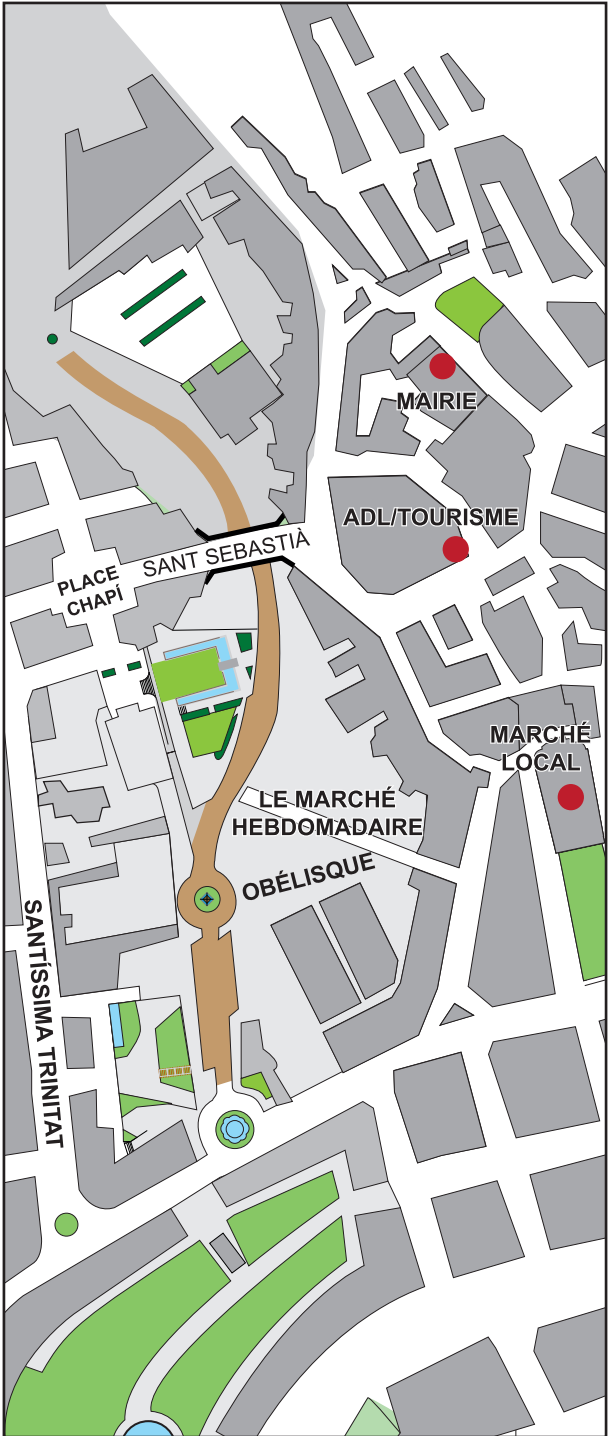 MAIRIE
ADL/TOURISME
SANT SEBASTIÀ
PLACE
CHAPÍ
MARCHÉ
LOCAL
LE MARCHÉ
HEBDOMADAIRE
OBÉLISQUE
SANTÍSSIMA TRINITAT